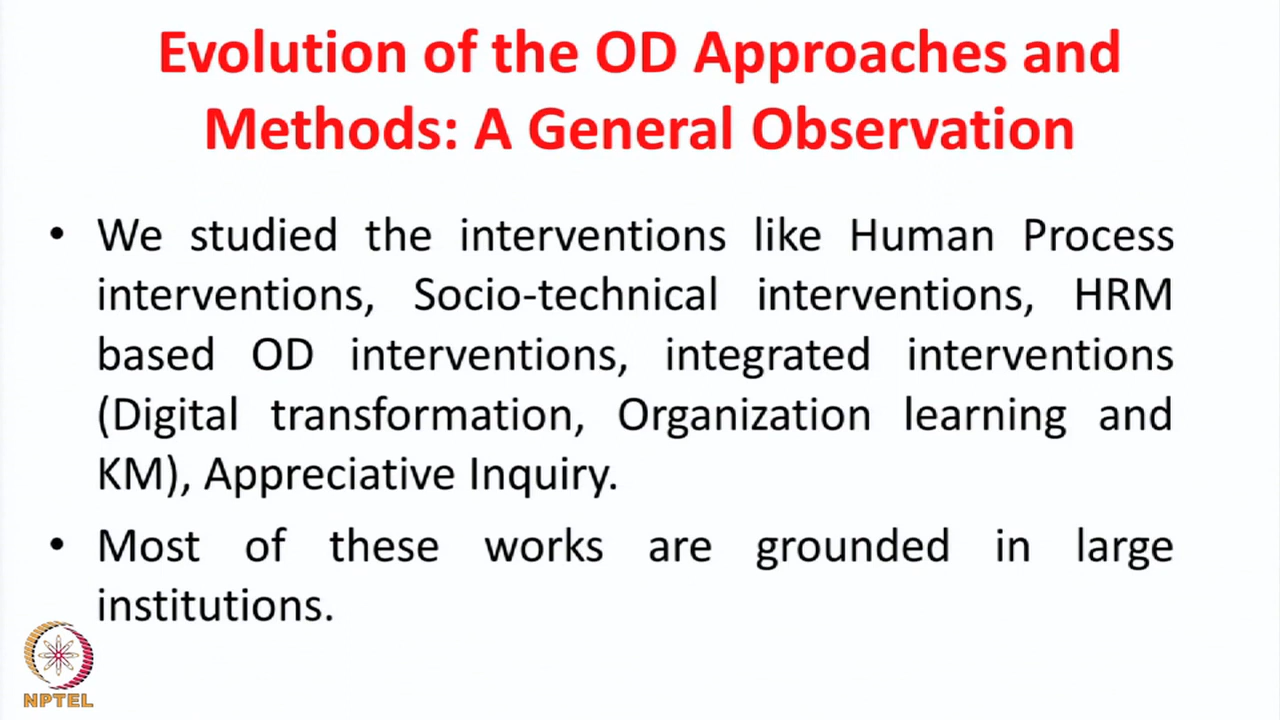 Evolution of the OD Approaches and
Methods: A General Observation
• We studied the interventions like Human Process
interventions, Socio-technical interventions, HRM
based OD interventions, integrated interventions
(Digital transformation, Organization learning and
KM), Appreciative Inquiry.
• Most of these works are grounded in large
institutions.
NPTEL